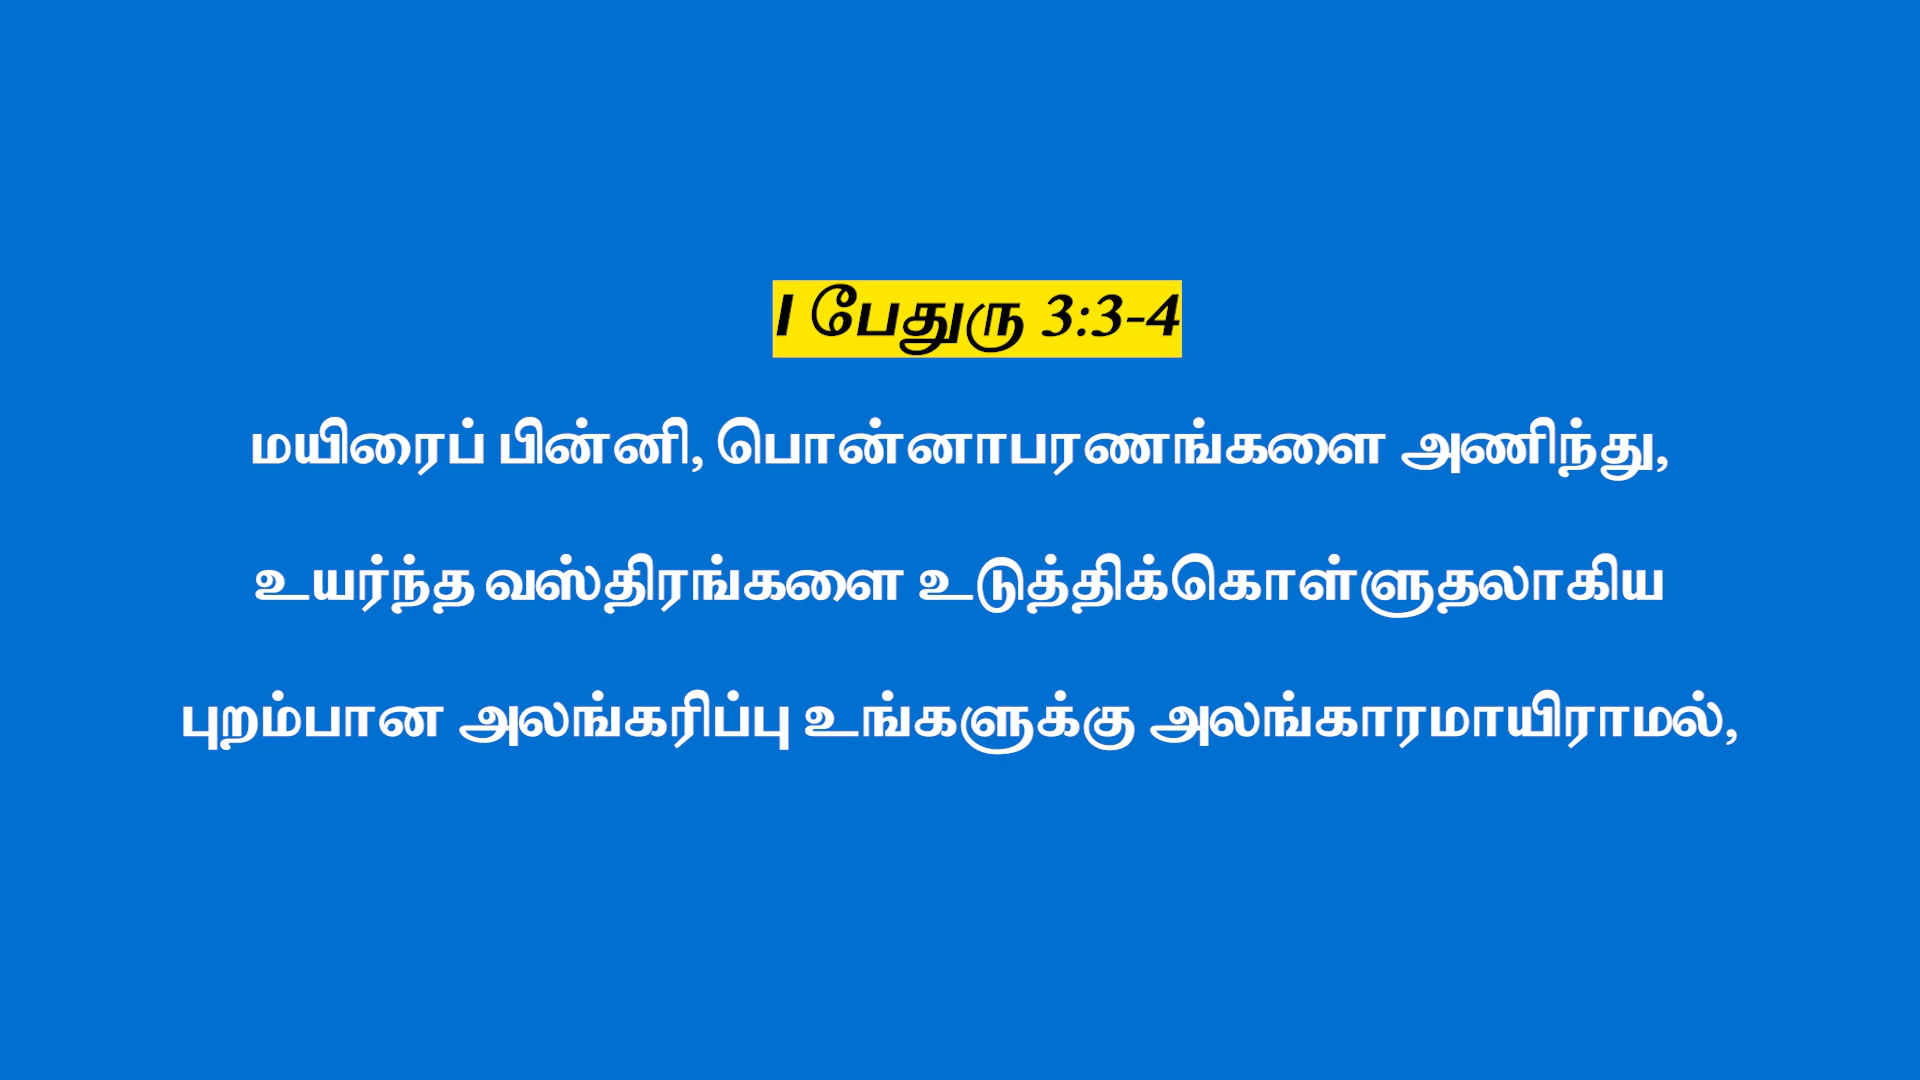 I பேதுரு 3:3-4
மயிரைப் பின்னி, பொன்னாபரணங்களை அணிந்து,
உயர்ந்த வஸ்திரங்களை உடுத்திக்கொள்ளுதலாகிய
புறம்பான அலங்கரிப்பு உங்களுக்கு அலங்காரமாயிராமல்,